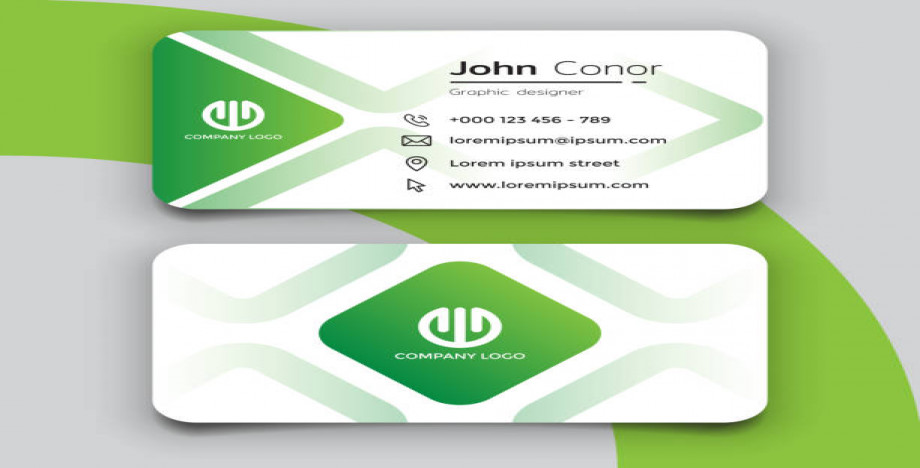 John Conor
Graphic designer
+000 123 456 - 789
loremipsum@ipsum.com
Lorem ipsum street
www.loremipsum.com
COMPANY LOGO
COMPANY LOGO